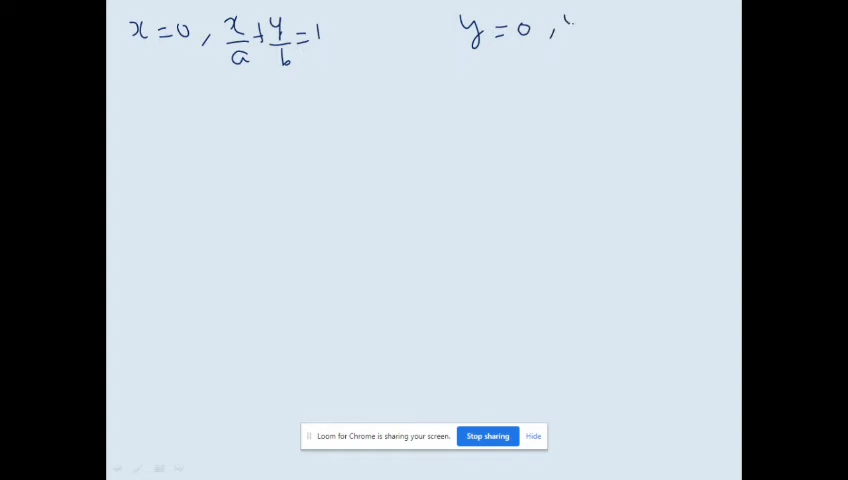 x = 0 , x/a + y/b = 1 y = 0 ,
Loom for Chrome is sharing your screen. Stop sharing Hide